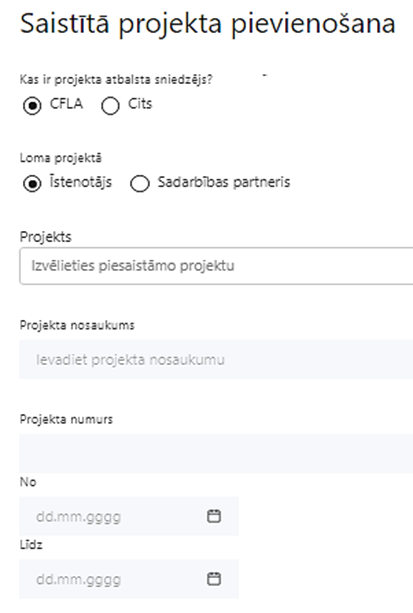 Saistītā projekta pievienošana
Kas ir projekta atbalsta sniedzējs?
CFLA Cits
Loma projektā
Īstenotājs Sadarbības partneris
Projekts
Izvēlieties piesaistāmo projektu
Projekta nosaukums
Ievadiet projekta nosaukumu
Projekta numurs
No
dd.mm.gggg
Līdz
dd.mm.gggg